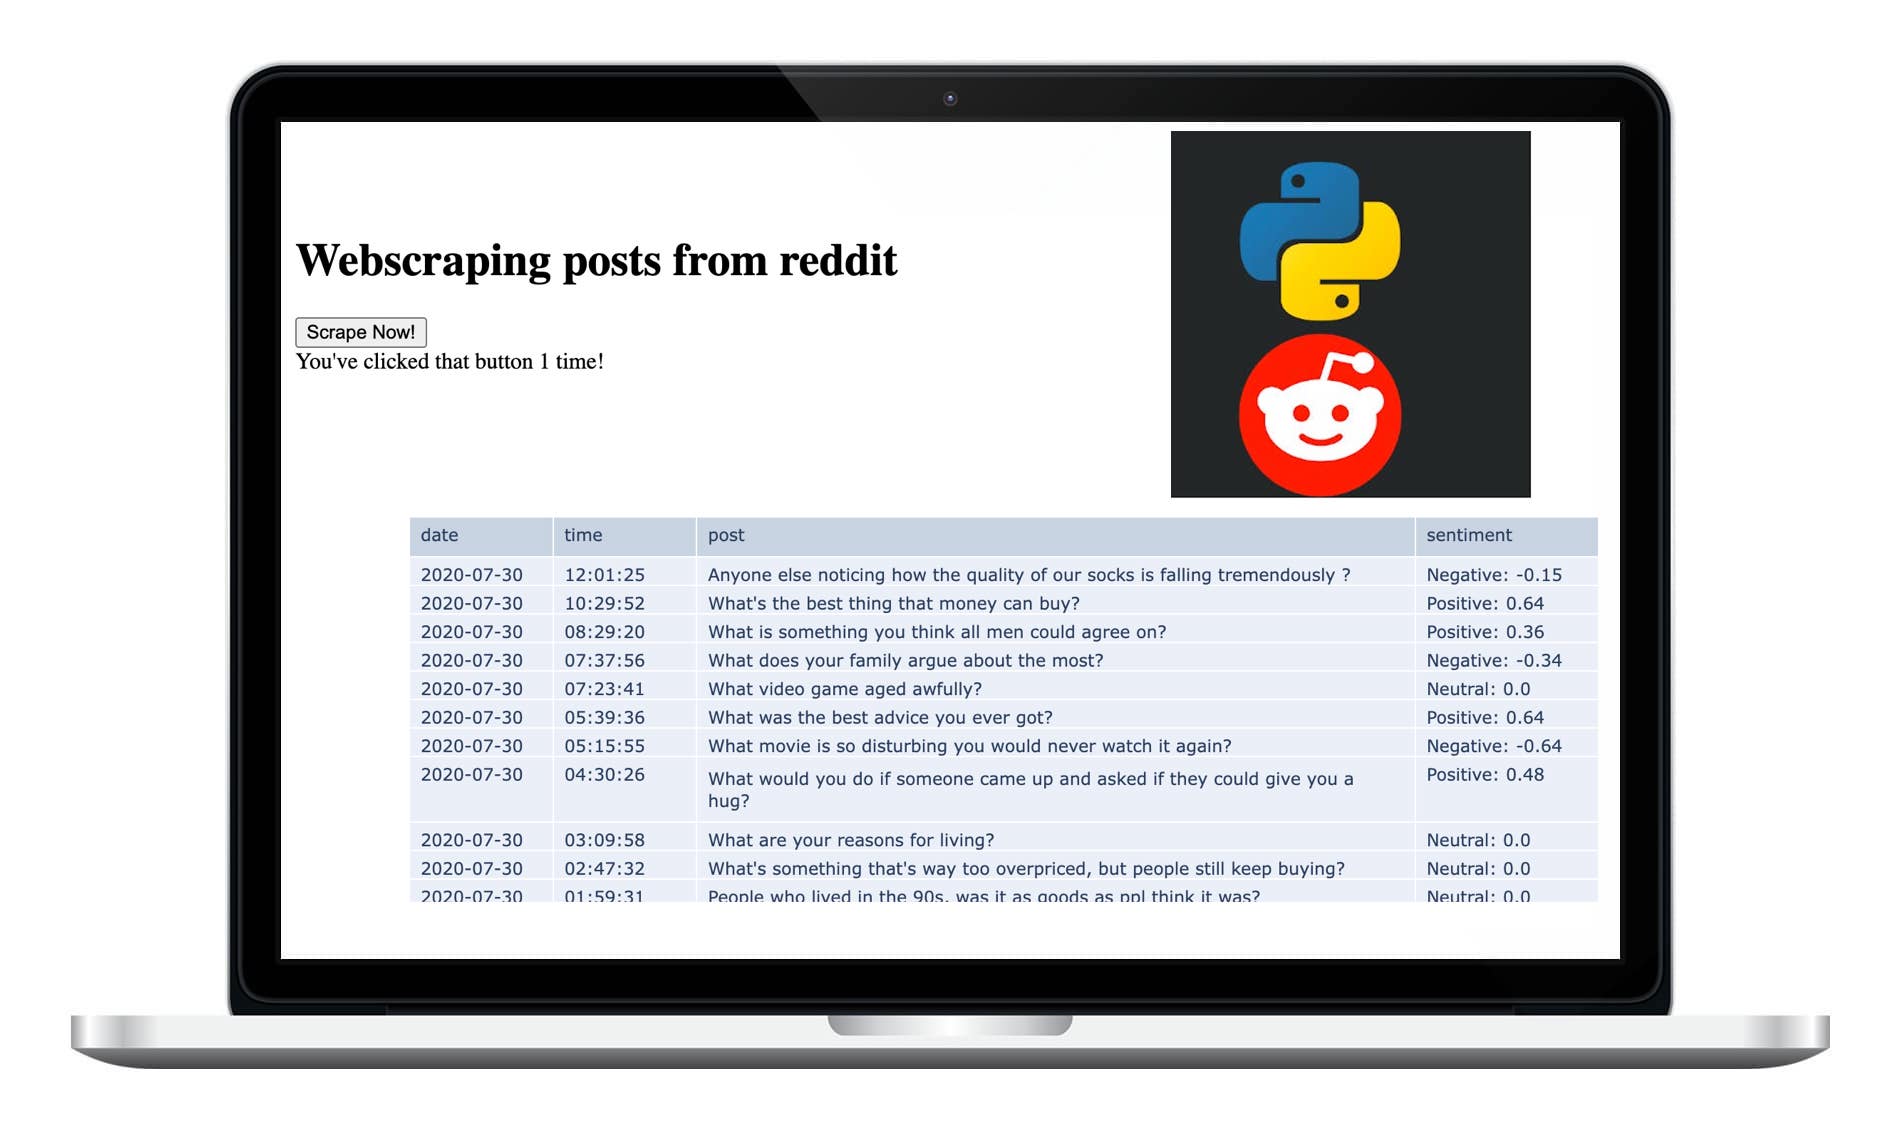 Webscraping posts from reddit
Scrape Now!
You've clicked that button 1 time!
date time post sentiment
2020-07-30 12:01:25 Anyone else noticing how the quality of our socks is falling tremendously ? Negative: -0.15
2020-07-30 10:29:52 What's the best thing that money can buy? Positive: 0.64
2020-07-30 08:29:20 What is something you think all men could agree on? Positive: 0.36
2020-07-30 07:37:56 What does your family argue about the most? Negative: -0.34
2020-07-30 07:23:41 What video game aged awfully? Neutral: 0.0
2020-07-30 05:39:36 What was the best advice you ever got? Positive: 0.64
2020-07-30 05:15:55 What movie is so disturbing you would never watch it again? Negative: -0.64
2020-07-30 04:30:26 What would you do if someone came up and asked if they could give you a Positive: 0.48
hug?
2020-07-30 03:09:58 What are your reasons for living? Neutral: 0.0
2020-07-30 02:47:32 What's something that's way too overpriced, but people still keep buying? Neutral: 0.0
2020-07-30 01:59:31 People who lived in the 90s, was it as goods as ppl think it was? Neutral: 0.0